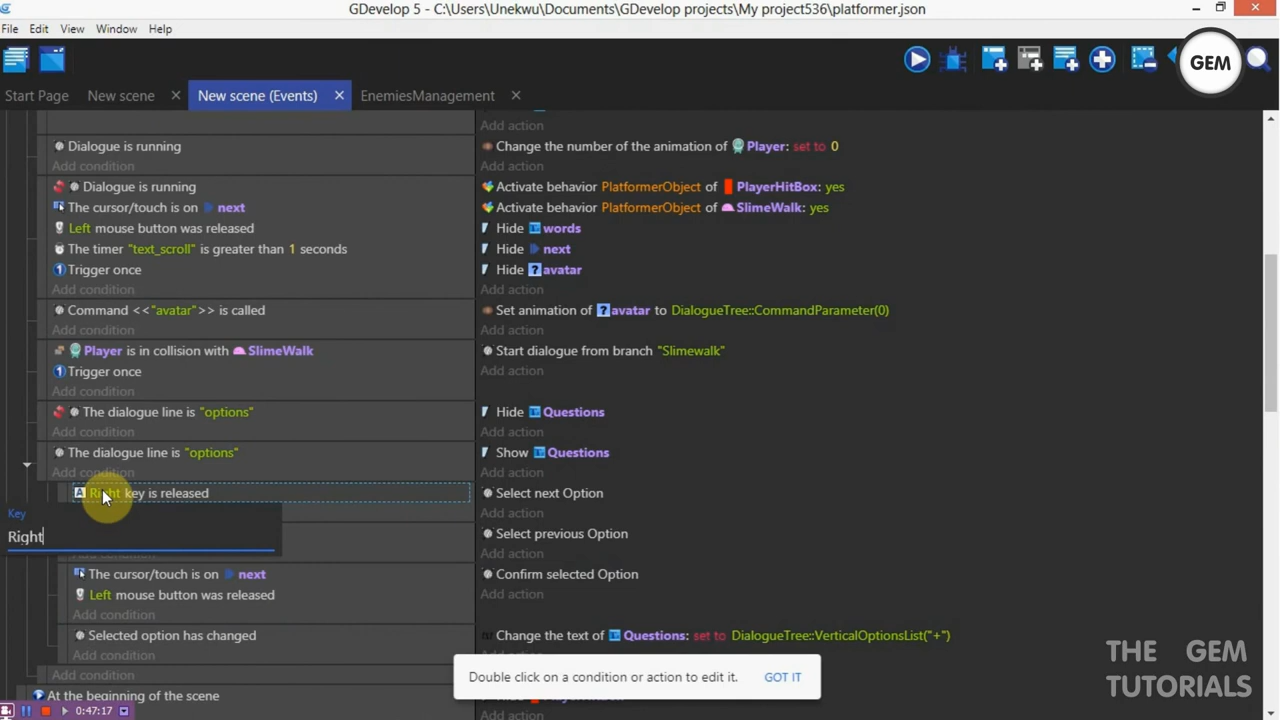 GDevelop 5 - C:\Users\Unekwu\Documents\GDevelop projects\My project536\platformer.json
File Edit View Window Help
GEM
Start Page New scene New scene (Events) EnemiesManagement
Add action
Dialogue is running Change the number of the animation of Player: set to 0
Add condition Add action
Dialogue is running Activate behavior PlatformerObject of PlayerHitBox: yes
The cursor/touch is on next Activate behavior PlatformerObject of SlimeWalk: yes
Left mouse button was released Hide words
The timer "text_scroll" is greater than 1 seconds Hide next
Trigger once Hide avatar
Add condition Add action
Command <<"avatar">> is called Set animation of avatar to DialogueTree::CommandParameter(0)
Add condition Add action
Player is in collision with SlimeWalk Start dialogue from branch "Slimewalk"
Trigger once Add action
Add condition
The dialogue line is "options" Hide Questions
Add condition Add action
The dialogue line is "options" Show Questions
Add condition Add action
Right key is released Select next Option
Key Add action
Right Select previous Option
Add condition Add action
The cursor/touch is on next Confirm selected Option
Left mouse button was released Add action
Add condition
Selected option has changed Change the text of Questions: set to DialogueTree::VerticalOptionsList("+")
Add condition
Add condition
Double click on a condition or action to edit it. GOT IT
At the beginning of the scene
Add action
0:47:17
THE GEM
TUTORIALS